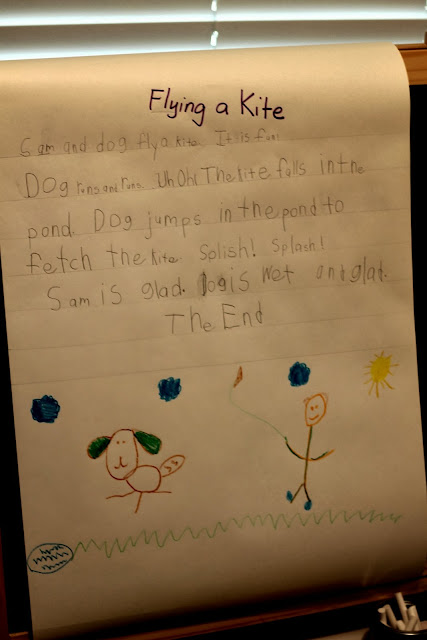 Flying a Kite
Sam and dog fly a kite. It is fun!
Dog runs and runs. Uh Oh! The kite falls in the
pond. Dog jumps in the pond to
fetch the kite. Splish! Splash!
Sam is glad. Dog is wet and glad.
The End